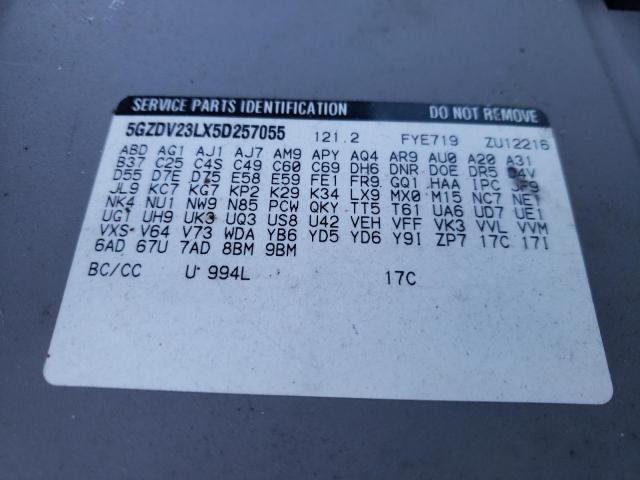 SERVICE PARTS IDENTIFICATION DO NOT REMOVE
5GZDV23LX5D257055 121.2 FYE719 ZU12216
ABD AG1 AJ1 AJ7 AM9 APY AQ4 AR9 AU0 A20 A31
B37 C25 C4S C49 C60 C69 DH6 DNR DOE DR5 D4V
D55 D7E D75 E58 E59 FE1 FR9 GQ1 HAA IPC JF9
JL9 KC7 KG7 KP2 K29 K34 LX9 MX0 M15 NC7 NE1
NK4 NU1 NW9 N85 PCW QKY TT5 T61 UA6 UD7 UE1
UG1 UH9 UK3 UQ3 US8 U42 VEH VFF VK3 VVL VVM
VXS V64 V73 WDA YB6 YD5 YD6 Y9I ZP7 17C 17I
6AD 67U 7AD 8BM 9BM
BC/CC U 994L 17C